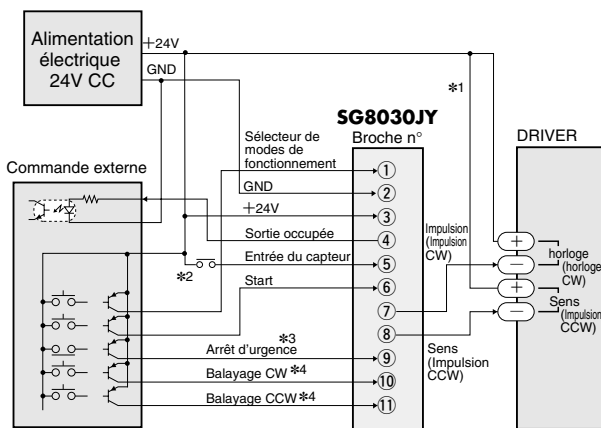 Alimentation
électrique
24V CC
+24V
GND
✻1
SG8030JY
Broche n°
DRIVER
Commande externe
Sélecteur de
modes de
fonctionnement
①
GND
②
+24V
③
Sortie occupée
④
✻2
Entrée du capteur
⑤
Start
⑥
⑦
⑧
✻3
Arrêt d'urgence
⑨
Balayage CW ✻4
⑩
Balayage CCW ✻4
⑪
Impulsion
(Impulsion
CW)
Sens
(Impulsion
CCW)
+
−
horloge
(horloge
CW)
+
−
Sens
(Impulsion
CCW)